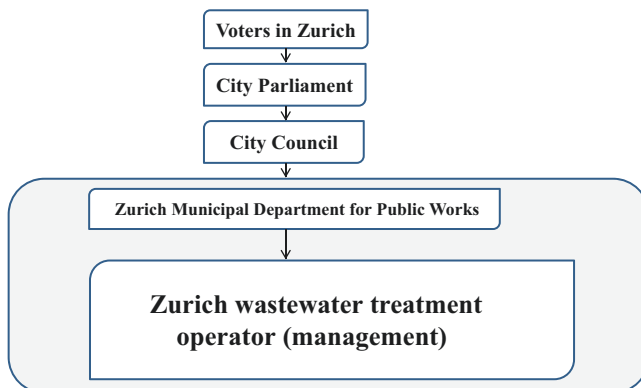 Voters in Zurich
City Parliament
City Council
Zurich Municipal Department for Public Works
Zurich wastewater treatment
operator (management)